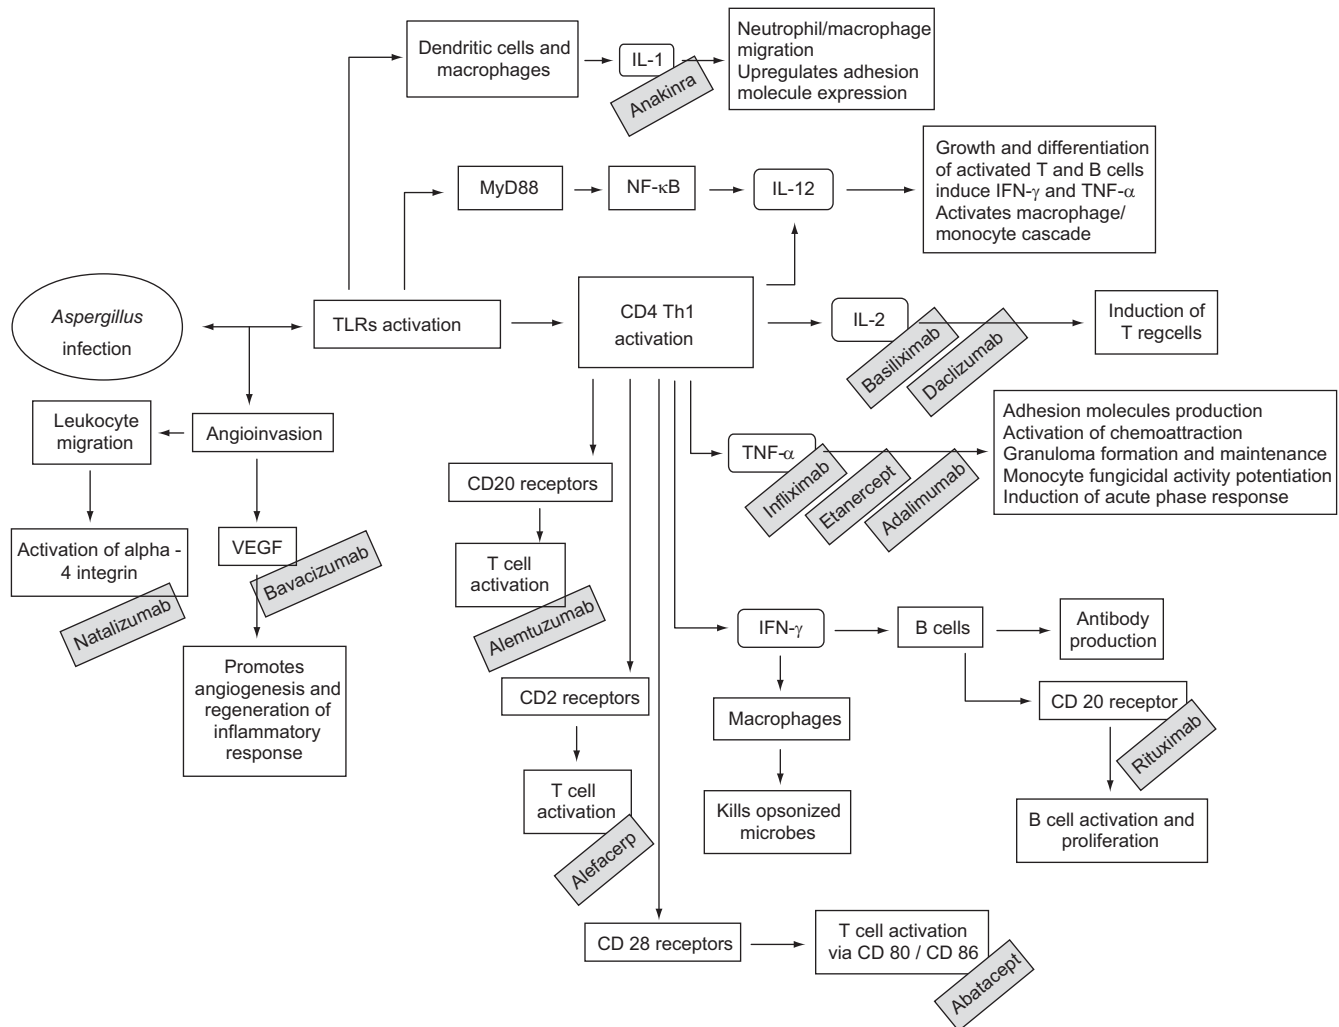 Dendritic cells and
macrophages
IL-1
Anakinra
Neutrophil/macrophage
migration
Upregulates adhesion
molecule expression
MyD88
NF-κB
IL-12
Growth and differentiation
of activated T and B cells
induce IFN-γ and TNF-α
Activates macrophage/
monocyte cascade
Aspergillus
infection
TLRs activation
CD4 Th1
activation
IL-2
Basiliximab
Daclizumab
Induction of
T regcells
Leukocyte
migration
Angioinvasion
TNF-α
Infliximab
Etanercept
Adalimumab
Adhesion molecules production
Activation of chemoattraction
Granuloma formation and maintenance
Monocyte fungicidal activity potentiation
Induction of acute phase response
CD20 receptors
Activation of alpha -
4 integrin
Natalizumab
VEGF
Bavacizumab
T cell
activation
Alemtuzumab
Promotes
angiogenesis and
regeneration of
inflammatory
response
IFN-γ
B cells
Antibody
production
CD2 receptors
Macrophages
CD 20 receptor
Rituximab
T cell
activation
Alefacerp
Kills opsonized
microbes
B cell activation and
proliferation
CD 28 receptors
T cell activation
via CD 80 / CD 86
Abatacept